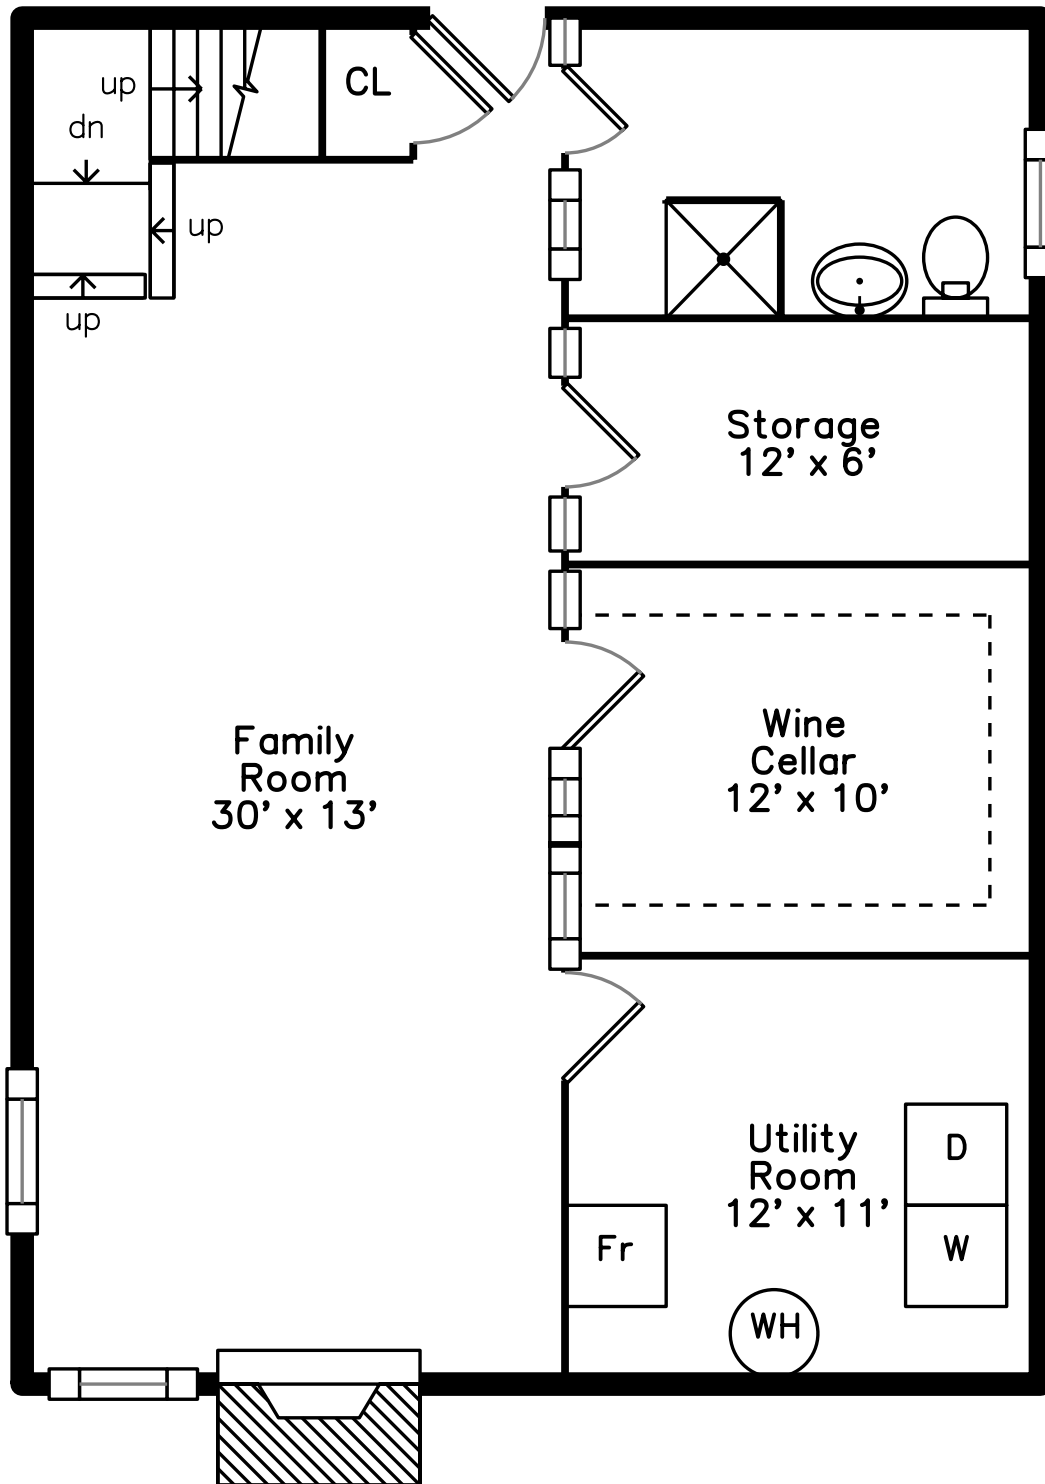 up
CL
dn
up
up
Storage
12' x 6'
Family
Room
30' x 13'
Wine
Cellar
12' x 10'
Utility
Room
12' x 11'
D
W
Fr
WH